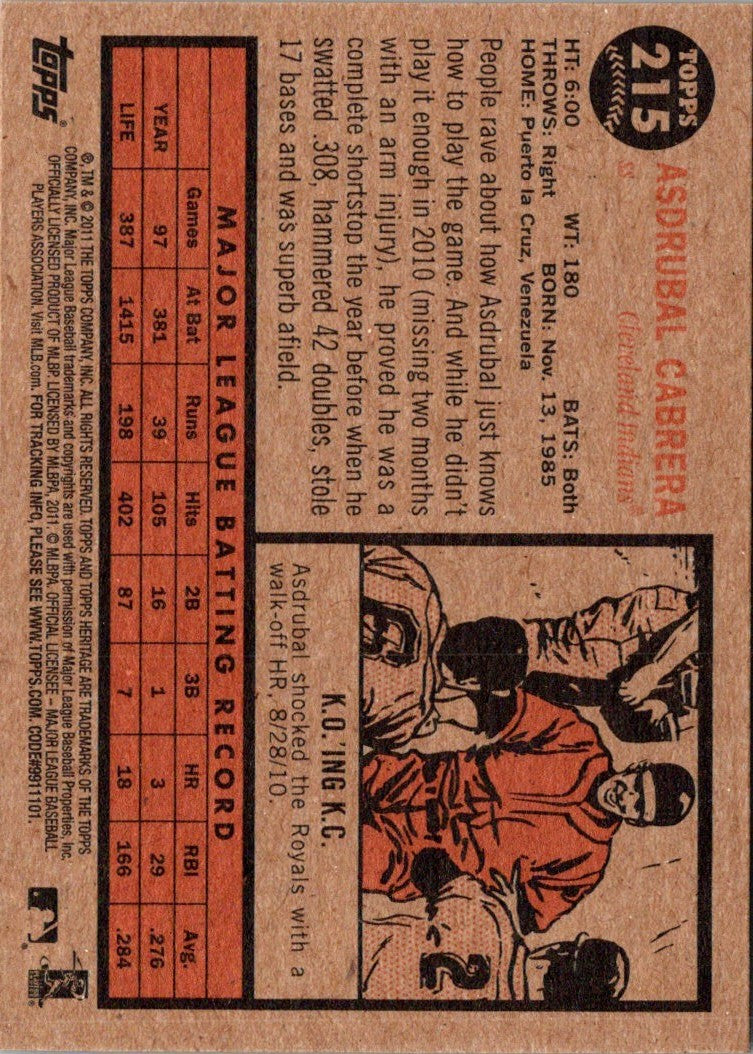 TOPPS
215
ASDRUBAL CABRERA
ss Cleveland Indians®
HT: 6:00 WT: 180 BATS: Both
THROWS: Right BORN: Nov. 13, 1985
HOME: Puerto la Cruz, Venezuela
People rave about how Asdrubal just knows
how to play the game. And while he didn't
play it enough in 2010 (missing two months
with an arm injury), he proved he was a
complete shortstop the year before when he
swatted .308, hammered 42 doubles, stole
17 bases and was superb afield.
2
K.O.'ING K.C.
Asdrubal shocked the Royals with a
walk-off HR, 8/28/10.
MAJOR LEAGUE BATTING RECORD
Games At Bat Runs Hits 2B 3B HR RBI Avg.
YEAR 97 381 39 105 16 1 3 29 .276
LIFE 387 1415 198 402 87 7 18 166 .284
topps®
®, TM & © 2011 THE TOPPS COMPANY, INC. ALL RIGHTS RESERVED. TOPPS AND TOPPS HERITAGE ARE TRADEMARKS OF THE TOPPS
COMPANY, INC. Major League Baseball trademarks and copyrights are used with permission of Major League Baseball Properties, Inc.
OFFICIALLY LICENSED PRODUCT OF MLBP. LICENSED BY MLBPA, 2011. © MLBPA. OFFICIAL LICENSEE – MAJOR LEAGUE BASEBALL
PLAYERS ASSOCIATION. Visit MLB.com. FOR TRACKING INFO, PLEASE SEE WWW.TOPPS.COM. CODE#9911101.